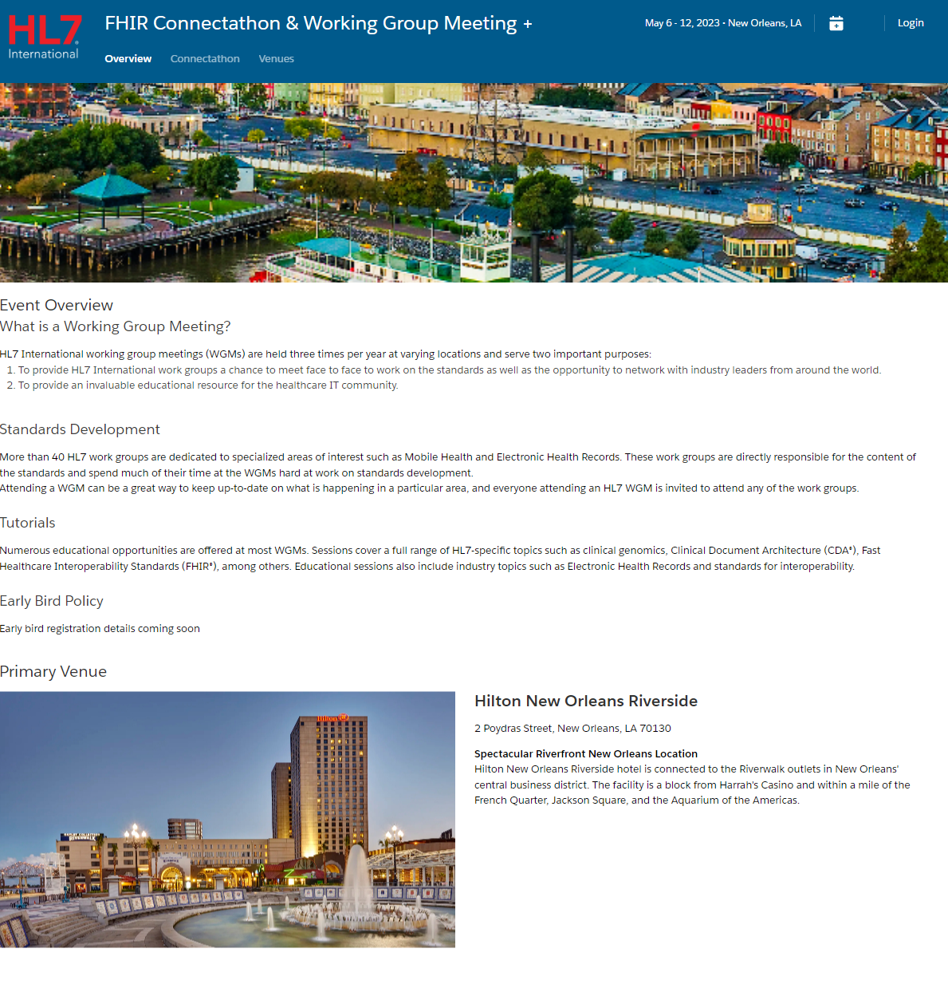 HL7
International
FHIR Connectathon & Working Group Meeting +
May 6 - 12, 2023 • New Orleans, LA
Login
Overview
Connectathon
Venues
Event Overview
What is a Working Group Meeting?
HL7 International working group meetings (WGMs) are held three times per year at varying locations and serve two important purposes:
1. To provide HL7 International work groups a chance to meet face to face to work on the standards as well as the opportunity to network with industry leaders from around the world.
2. To provide an invaluable educational resource for the healthcare IT community.
Standards Development
More than 40 HL7 work groups are dedicated to specialized areas of interest such as Mobile Health and Electronic Health Records. These work groups are directly responsible for the content of
the standards and spend much of their time at the WGMs hard at work on standards development.
Attending a WGM can be a great way to keep up-to-date on what is happening in a particular area, and everyone attending an HL7 WGM is invited to attend any of the work groups.
Tutorials
Numerous educational opportunities are offered at most WGMs. Sessions cover a full range of HL7-specific topics such as clinical genomics, Clinical Document Architecture (CDA®), Fast
Healthcare Interoperability Standards (FHIR®), among others. Educational sessions also include industry topics such as Electronic Health Records and standards for interoperability.
Early Bird Policy
Early bird registration details coming soon
Primary Venue
Hilton New Orleans Riverside
2 Poydras Street, New Orleans, LA 70130
Spectacular Riverfront New Orleans Location
Hilton New Orleans Riverside hotel is connected to the Riverwalk outlets in New Orleans'
central business district. The facility is a block from Harrah's Casino and within a mile of the
French Quarter, Jackson Square, and the Aquarium of the Americas.
Hilton
RIVERWALK